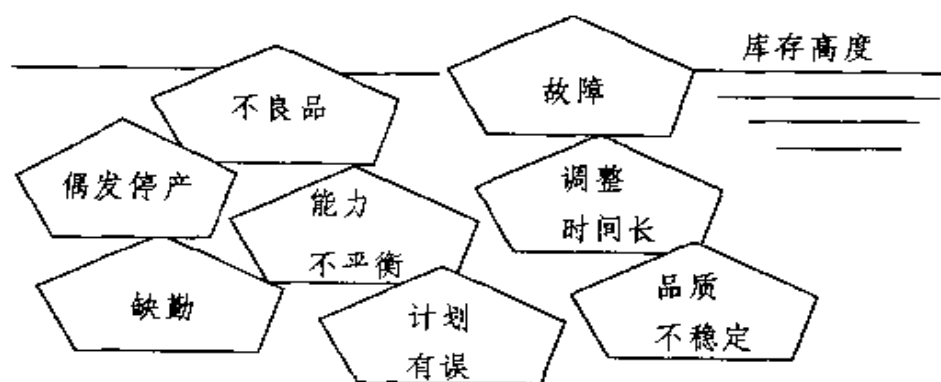 库存高度
故障
不良品
偶发停产
能力
不平衡
调整
时间长
缺勤
计划
有误
品质
不稳定